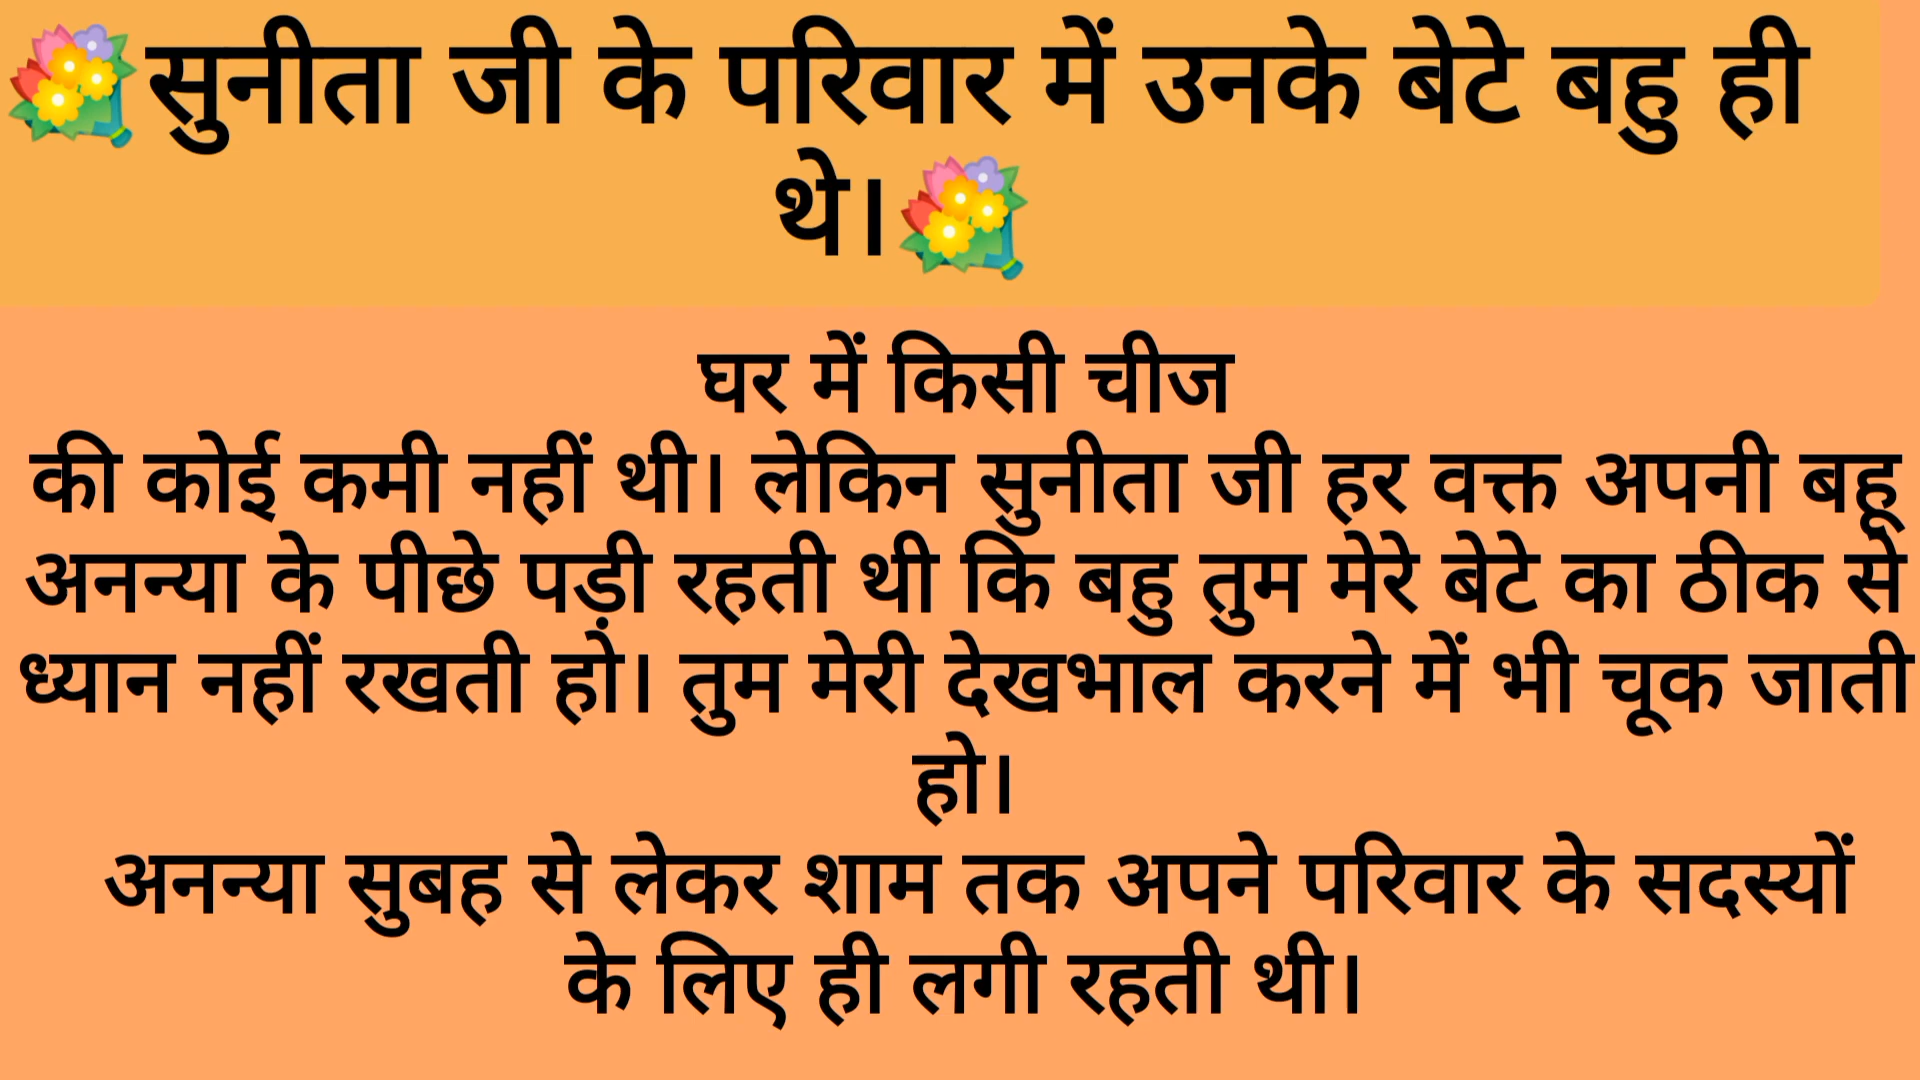 💐सुनीता जी के परिवार में उनके बेटे बहु ही
थे।💐
घर में किसी चीज
की कोई कमी नहीं थी। लेकिन सुनीता जी हर वक्त अपनी बहू
अनन्या के पीछे पड़ी रहती थी कि बहु तुम मेरे बेटे का ठीक से
ध्यान नहीं रखती हो। तुम मेरी देखभाल करने में भी चूक जाती
हो।
अनन्या सुबह से लेकर शाम तक अपने परिवार के सदस्यों
के लिए ही लगी रहती थी।